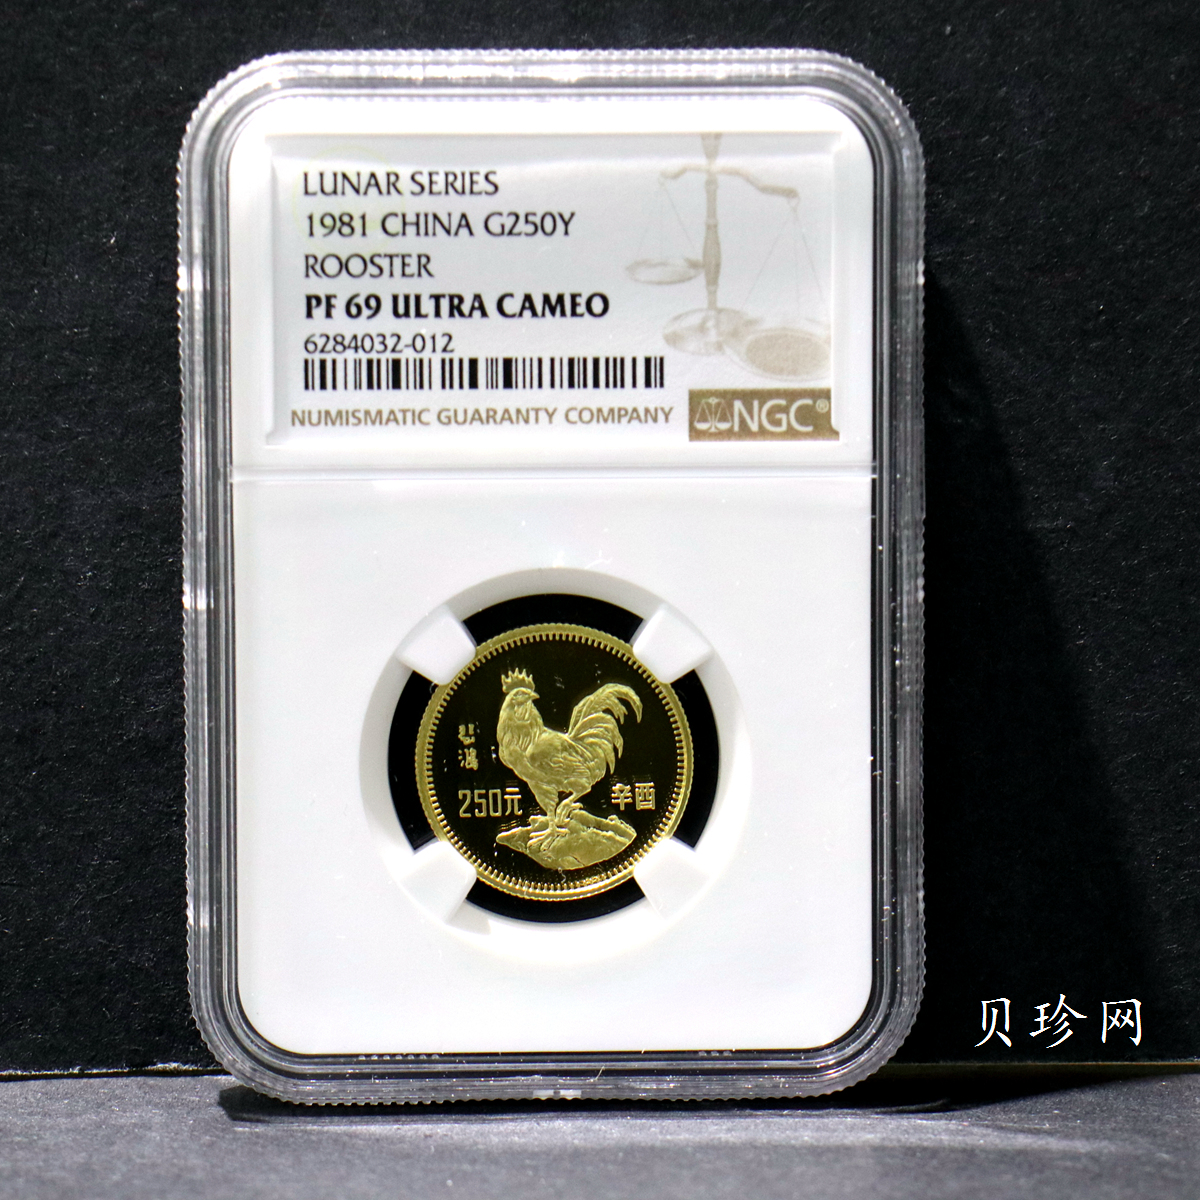 LUNAR SERIES
1981 CHINA G250Y
ROOSTER
PF 69 ULTRA CAMEO
6284032-012
NUMISMATIC GUARANTY COMPANY
NGC®
悲
鸿
250元
辛酉
贝珍网